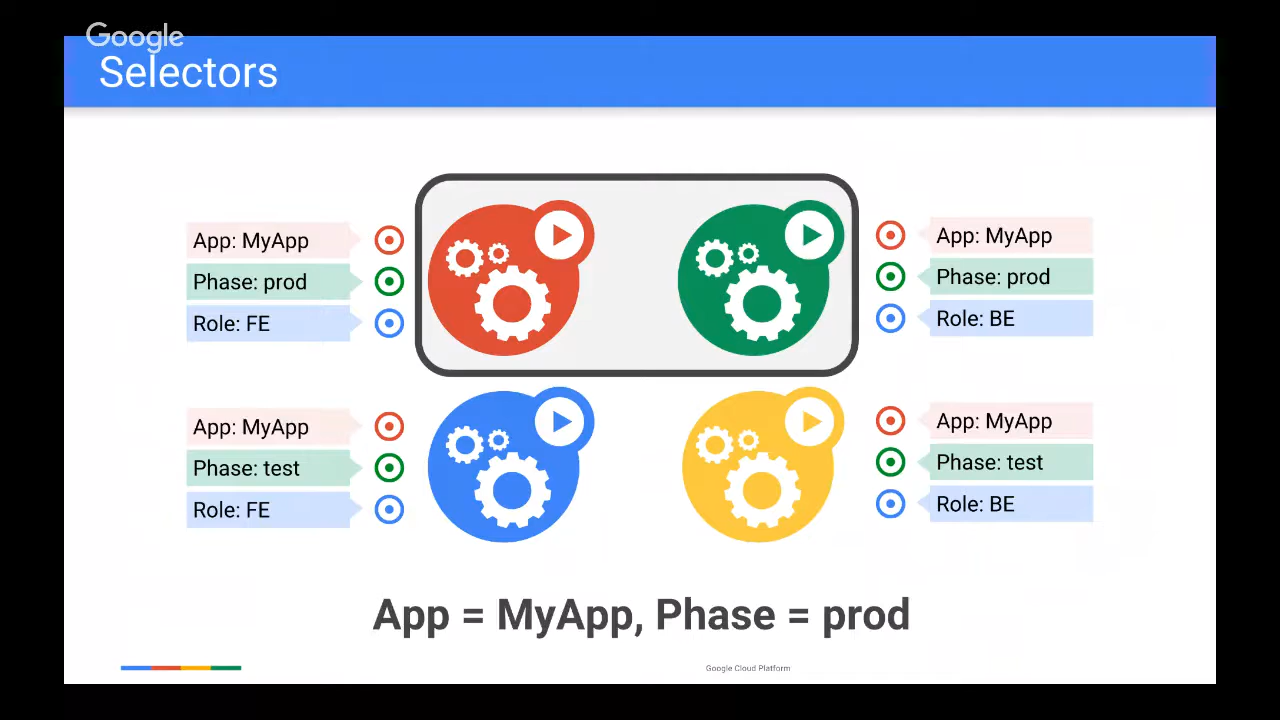 Google
Selectors
App: MyApp
Phase: prod
Role: FE
App: MyApp
Phase: prod
Role: BE
App: MyApp
Phase: test
Role: FE
App: MyApp
Phase: test
Role: BE
App = MyApp, Phase = prod
Google Cloud Platform